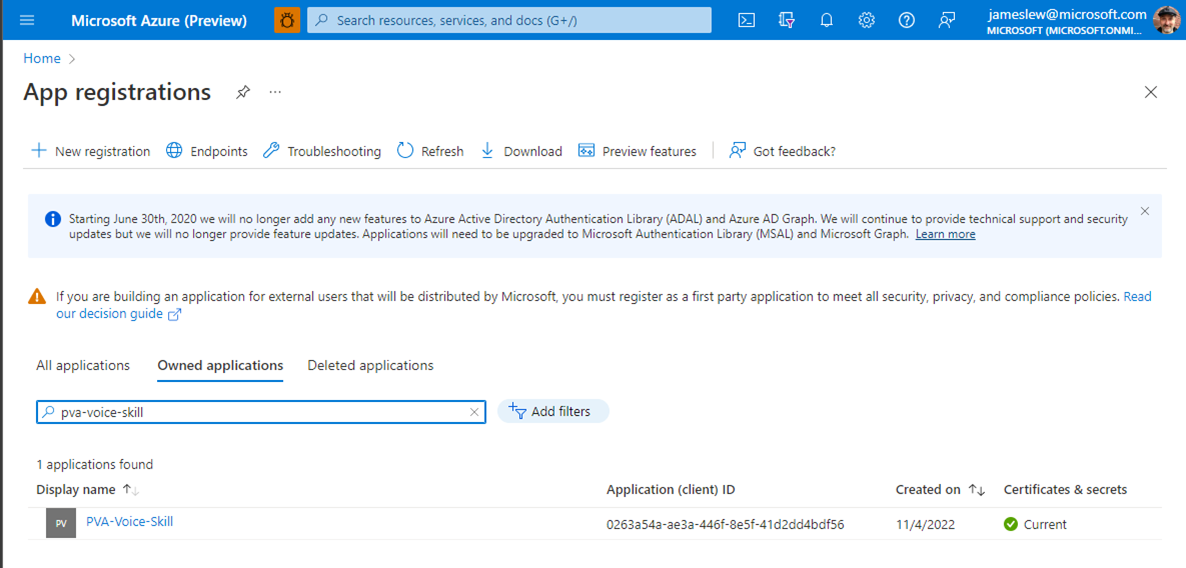 Microsoft Azure (Preview)
Search resources, services, and docs (G+/)
jameslew@microsoft.com
MICROSOFT (MICROSOFT.ONMI...
Home
App registrations
...
New registration
Endpoints
Troubleshooting
Refresh
Download
Preview features
Got feedback?
Starting June 30th, 2020 we will no longer add any new features to Azure Active Directory Authentication Library (ADAL) and Azure AD Graph. We will continue to provide technical support and security
updates but we will no longer provide feature updates. Applications will need to be upgraded to Microsoft Authentication Library (MSAL) and Microsoft Graph. Learn more
If you are building an application for external users that will be distributed by Microsoft, you must register as a first party application to meet all security, privacy, and compliance policies. Read
our decision guide
All applications
Owned applications
Deleted applications
pva-voice-skill
Add filters
1 applications found
Display name
Application (client) ID
Created on
Certificates & secrets
PV
PVA-Voice-Skill
0263a54a-ae3a-446f-8e5f-41d2dd4bdf56
11/4/2022
Current